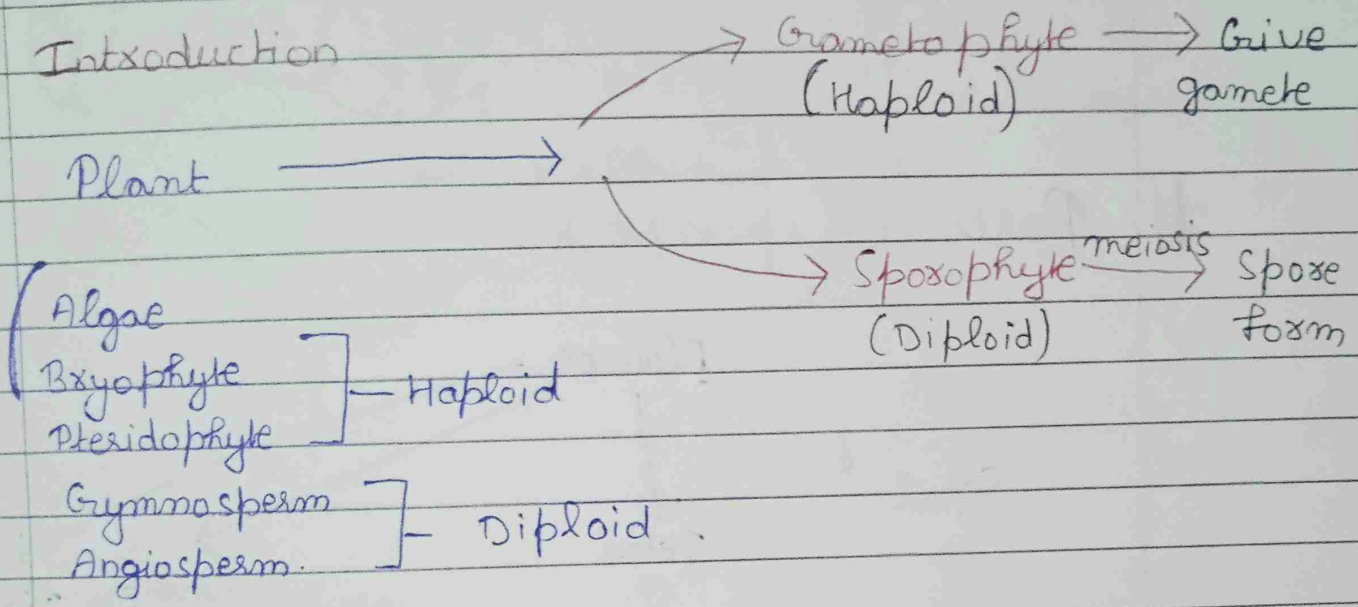 Introduction
Gametophyte → Give
(Haploid) gamete
Plant →
Sporophyte meiosis → Spore
(Diploid) form
Algae
Bryophyte
Haploid
Pteridophyte
Gymnosperm
Diploid.
Angiosperm.